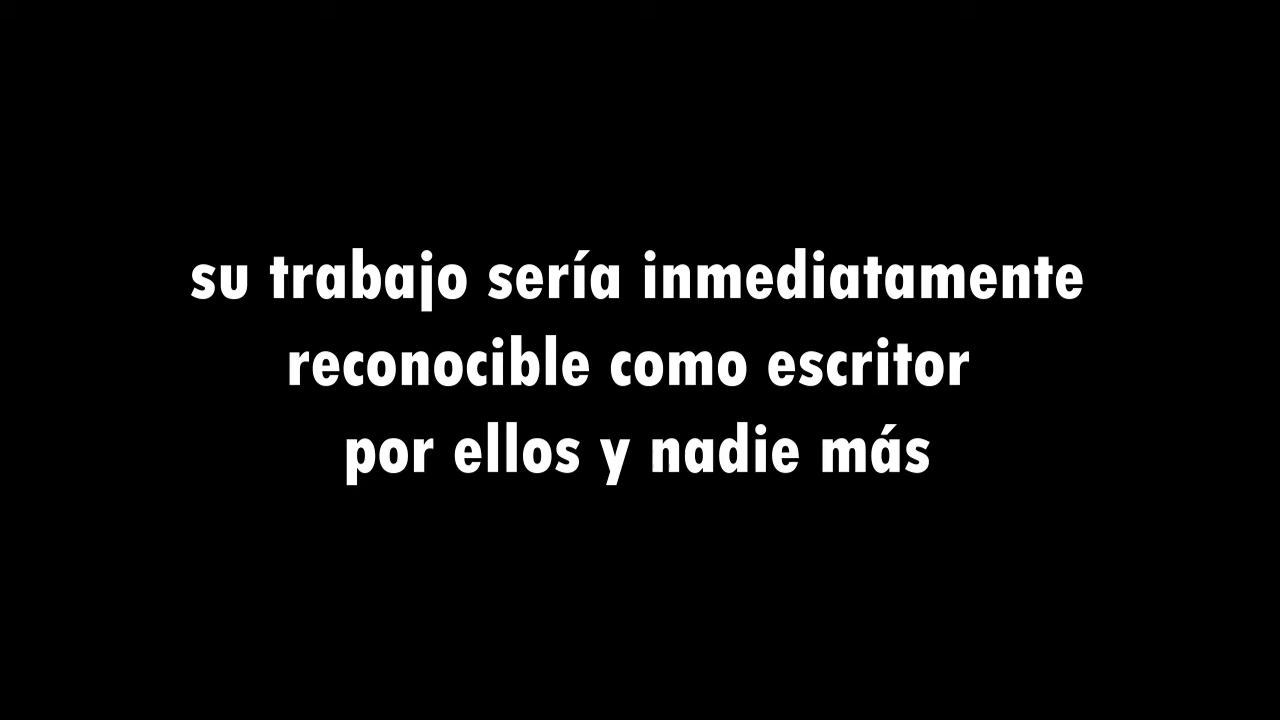 su trabajo sería inmediatamente
reconocible como escritor
por ellos y nadie más